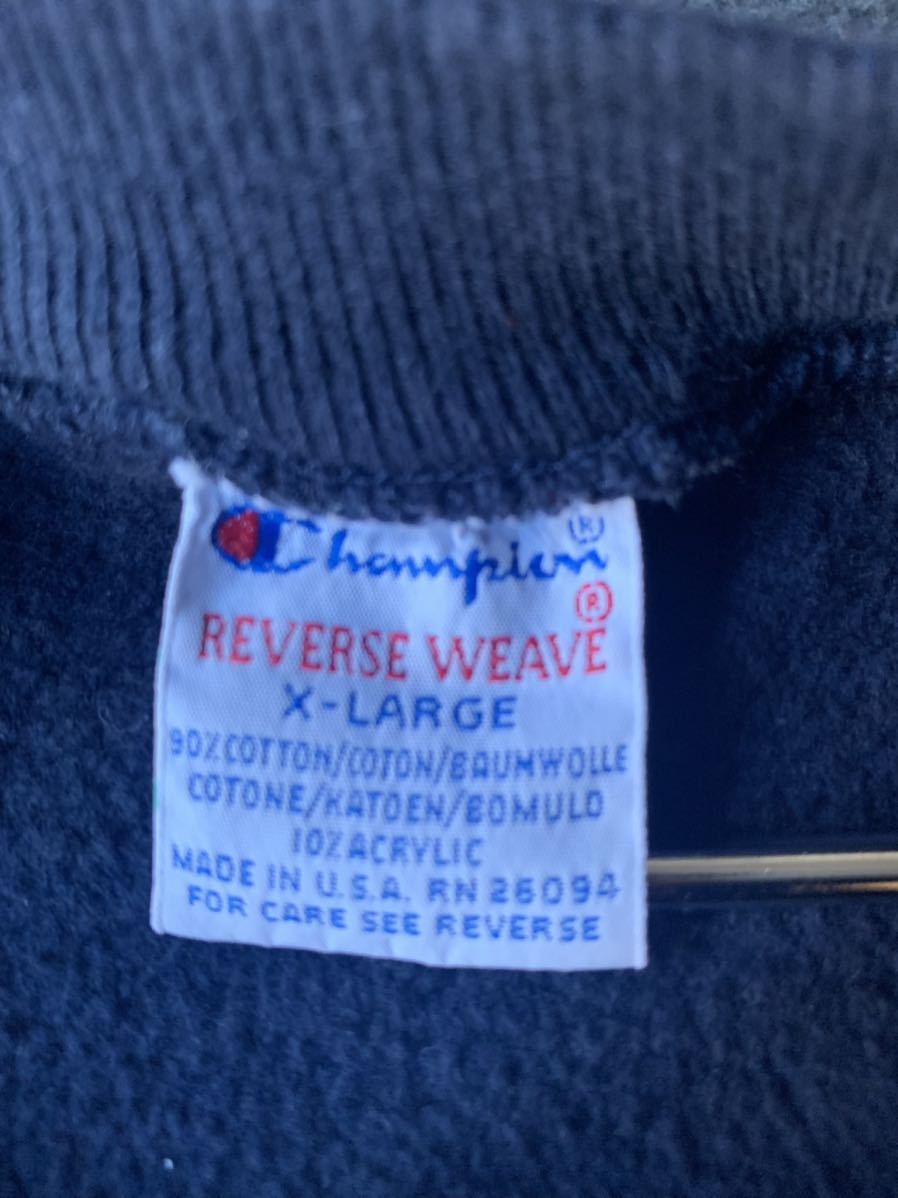 Champion®
REVERSE WEAVE®
X-LARGE
90% COTTON/COTON/BAUMWOLLE
COTONE/KATOEN/BOMULD
10% ACRYLIC
MADE IN U.S.A. RN 26094
FOR CARE SEE REVERSE